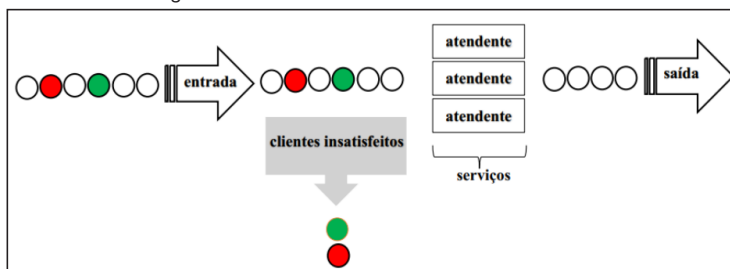 atendente
entrada
atendente
saída
atendente
clientes insatisfeitos
serviços